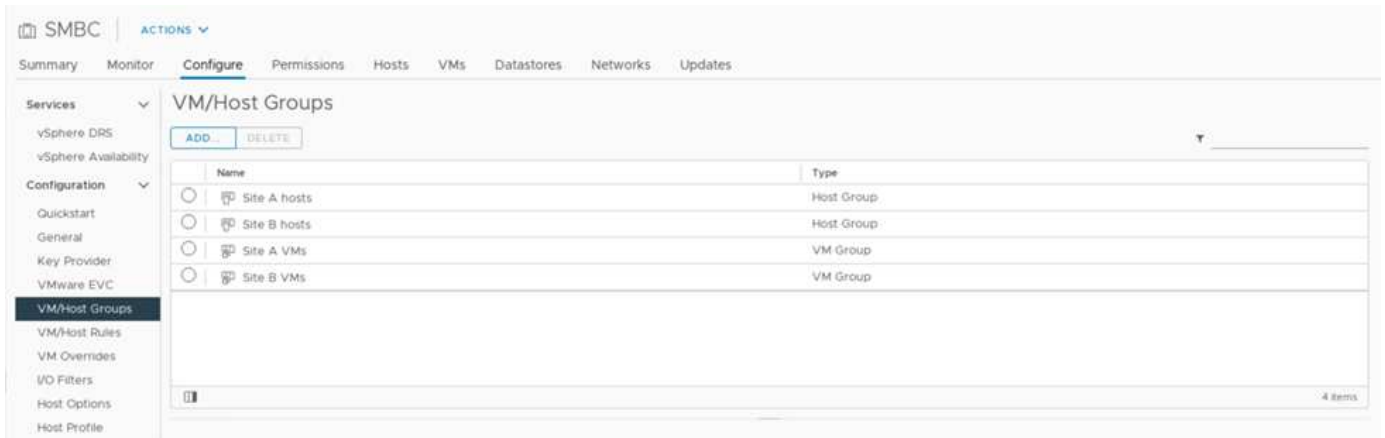 SMBC ACTIONS
Summary Monitor Configure Permissions Hosts VMs Datastores Networks Updates
Services
vSphere DRS
vSphere Availability
Configuration
Quickstart
General
Key Provider
VMware EVC
VM/Host Groups
VM/Host Rules
VM Overrides
I/O Filters
Host Options
Host Profile
VM/Host Groups
ADD... DELETE
Name Type
Site A hosts Host Group
Site B hosts Host Group
Site A VMs VM Group
Site B VMs VM Group
4 items